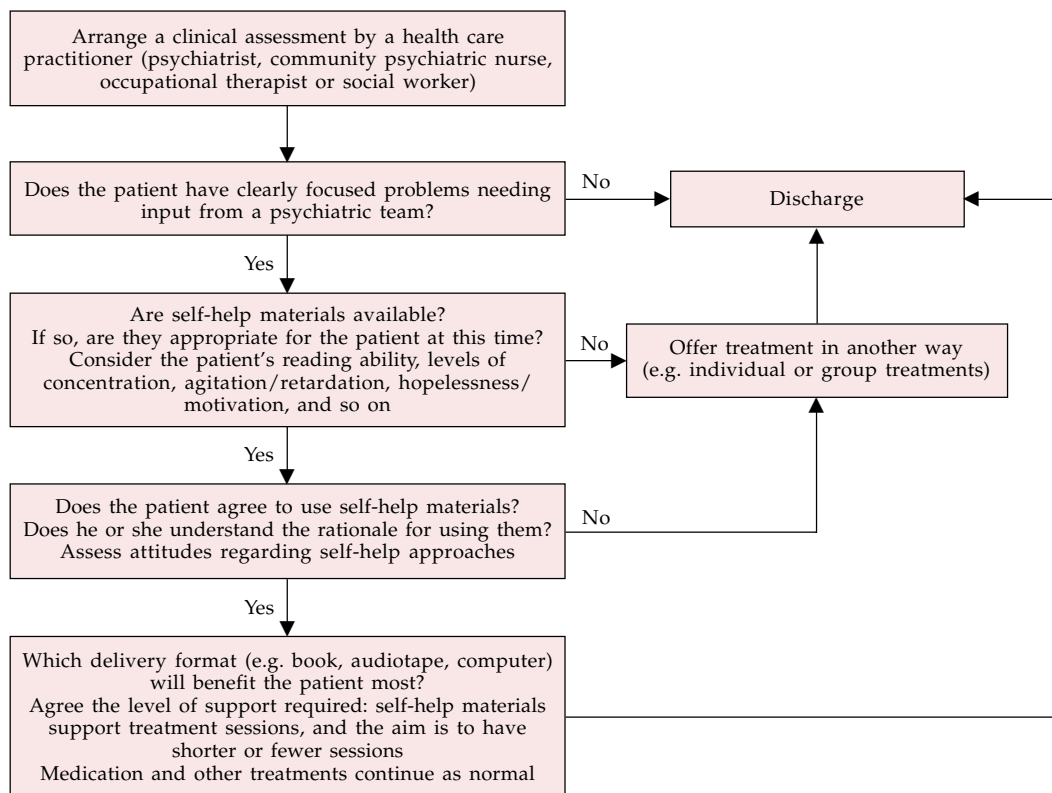 Arrange a clinical assessment by a health care
practitioner (psychiatrist, community psychiatric nurse,
occupational therapist or social worker)
Does the patient have clearly focused problems needing
input from a psychiatric team?
No
Discharge
Yes
Are self-help materials available?
If so, are they appropriate for the patient at this time?
Consider the patient's reading ability, levels of
concentration, agitation/retardation, hopelessness/
motivation, and so on
No
Offer treatment in another way
(e.g. individual or group treatments)
Yes
Does the patient agree to use self-help materials?
Does he or she understand the rationale for using them?
Assess attitudes regarding self-help approaches
No
Yes
Which delivery format (e.g. book, audiotape, computer)
will benefit the patient most?
Agree the level of support required: self-help materials
support treatment sessions, and the aim is to have
shorter or fewer sessions
Medication and other treatments continue as normal